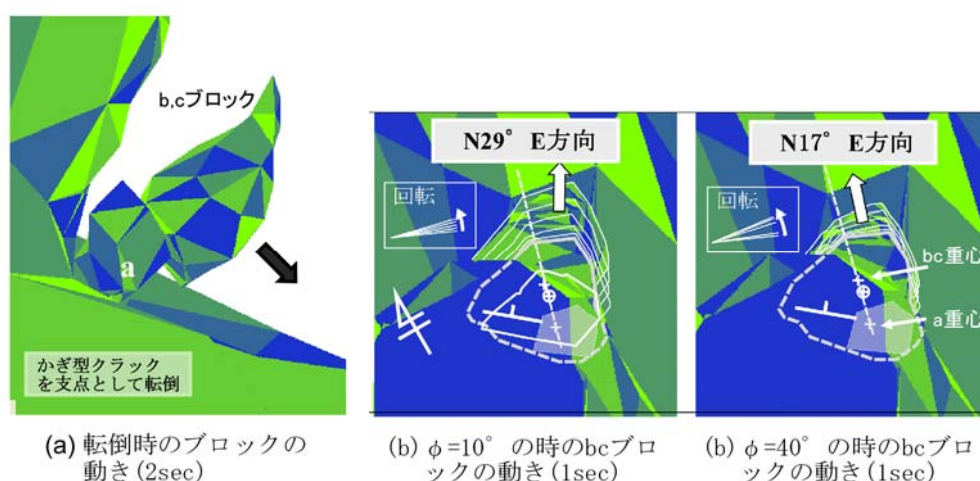 b,cブロック
a
かぎ型クラック
を支点として転倒
(a) 転倒時のブロックの
動き(2sec)
N29° E方向
回転
(b) φ=10° の時のbcブロ
ックの動き(1sec)
N17° E方向
回転
bc重心
a重心
(b) φ=40° の時のbcブロ
ックの動き(1sec)